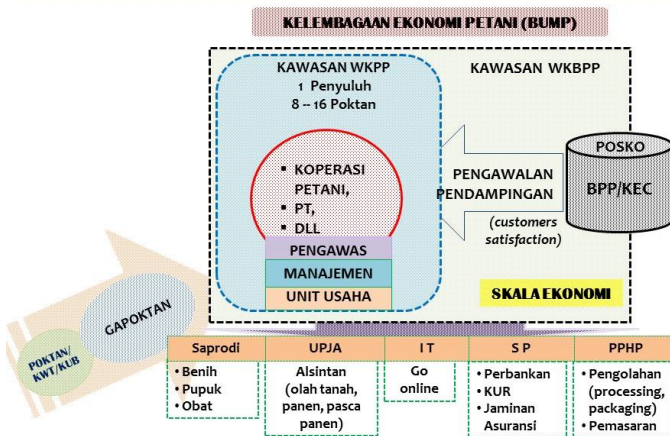 KELEMBAGAAN EKONOMI PETANI (BUMP)
KAWASAN WKPP
1 Penyuluh
8 – 16 Poktan
KAWASAN WKBPP
▪ KOPERASI
PETANI,
▪ PT,
▪ DLL
PENGAWAS
MANAJEMEN
UNIT USAHA
PENGAWALAN
PENDAMPINGAN
(customers
satisfaction)
POSKO
BPP/KEC
SKALA EKONOMI
GAPOKTAN
POKTAN/
KWT/KUB
Saprodi
• Benih
• Pupuk
• Obat
UPJA
Alsintan
(olah tanah,
panen, pasca
panen)
I T
Go
online
S P
• Perbankan
• KUR
• Jaminan
Asuransi
PPHP
• Pengolahan
(processing,
packaging)
• Pemasaran